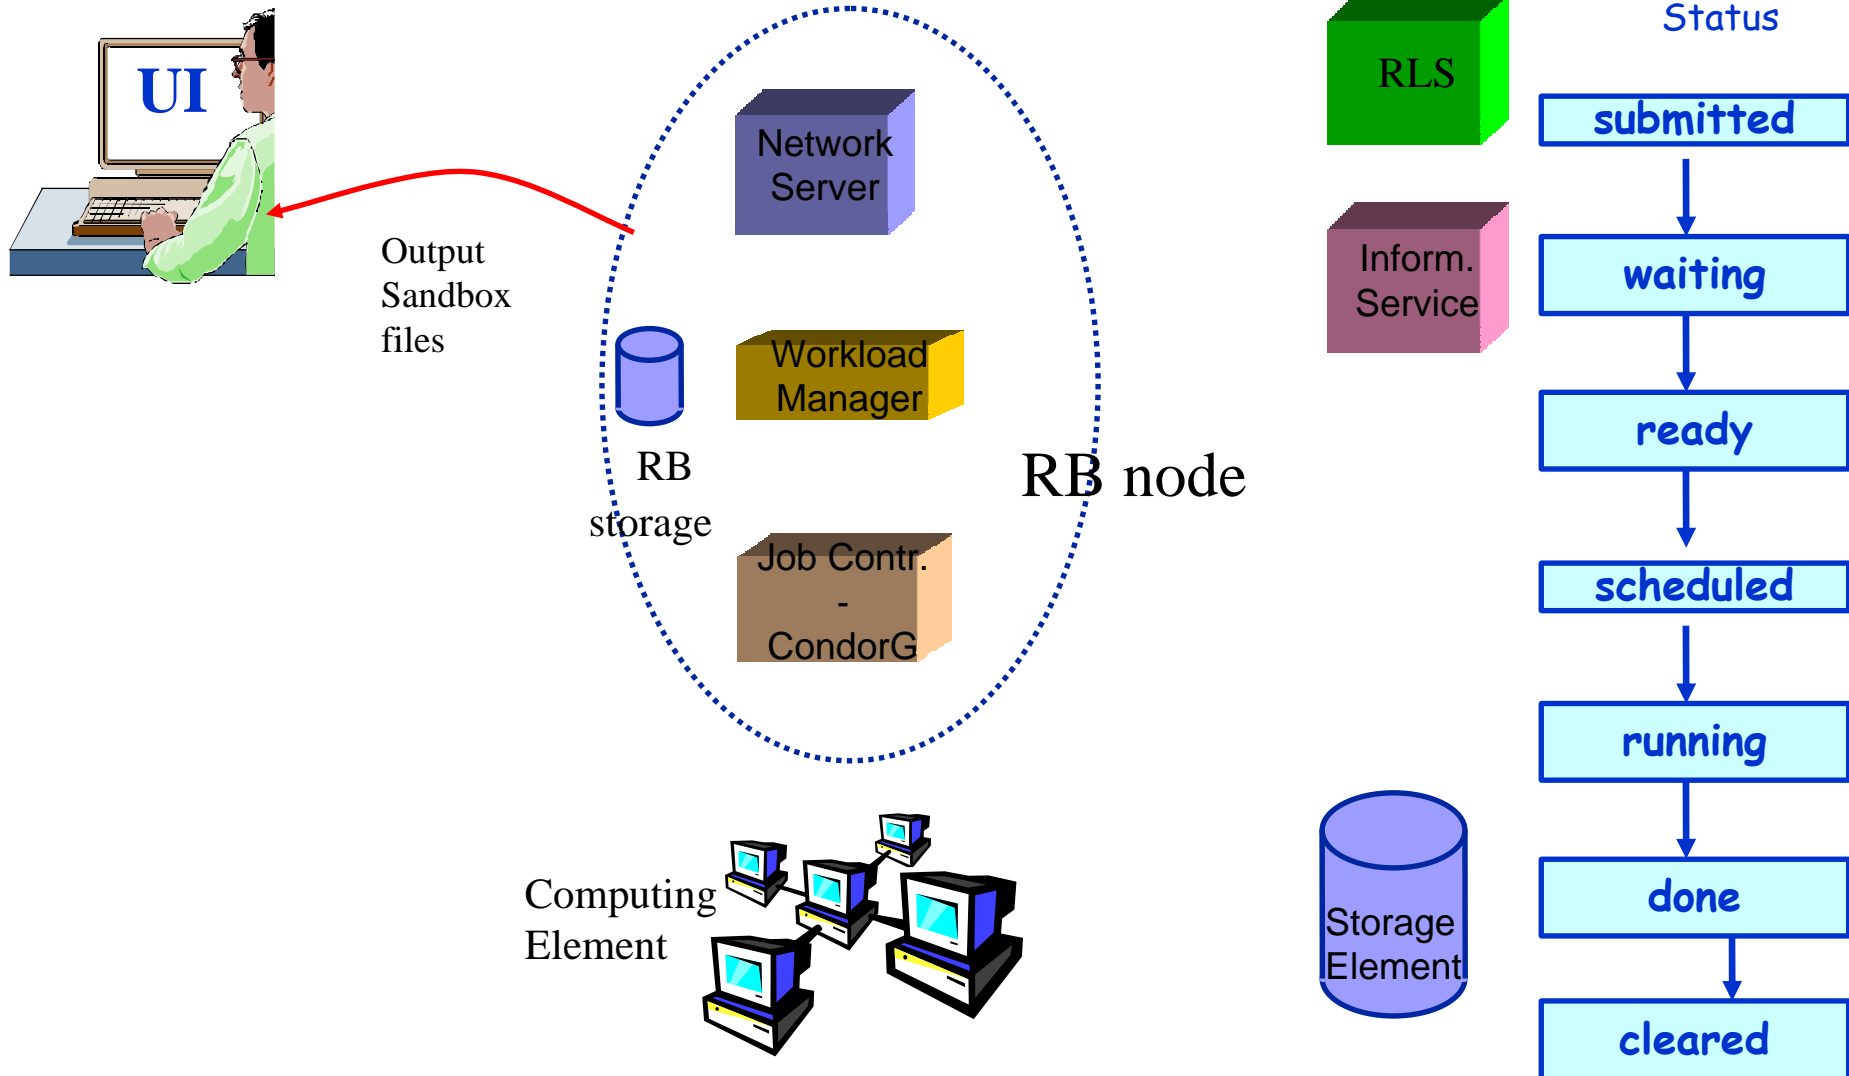 UI
Output
Sandbox
files
Network
Server
Workload
Manager
RB
storage
RB node
Job Contr.
-
CondorG
Computing
Element
RLS
Inform.
Service
Storage
Element
Status
submitted
waiting
ready
scheduled
running
done
cleared